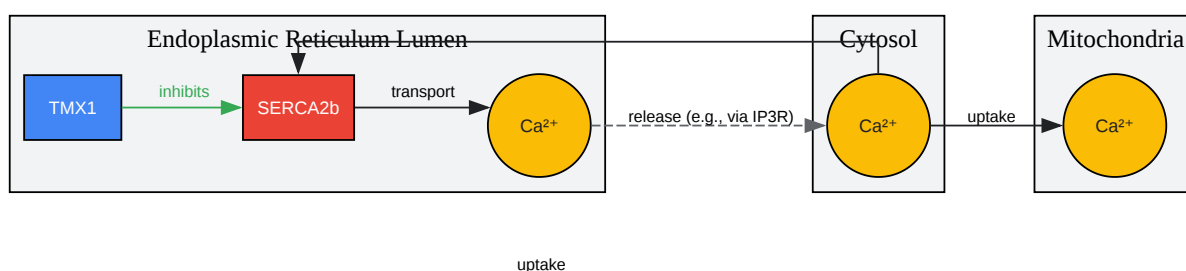 Endoplasmic Reticulum Lumen
Cytosol
Mitochondria
TMX1
inhibits
SERCA2b
transport
Ca²⁺
release (e.g., via IP3R)
Ca²⁺
uptake
Ca²⁺
uptake